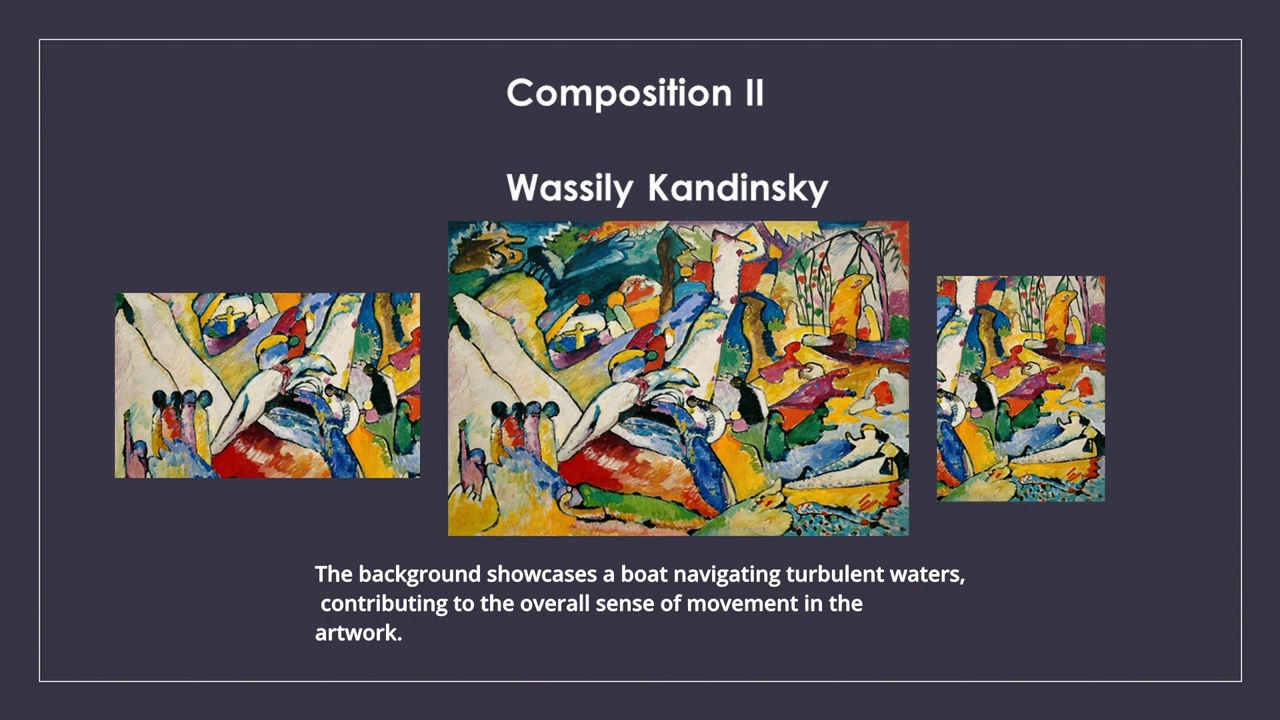 Composition II
Wassily Kandinsky
The background showcases a boat navigating turbulent waters,
contributing to the overall sense of movement in the
artwork.